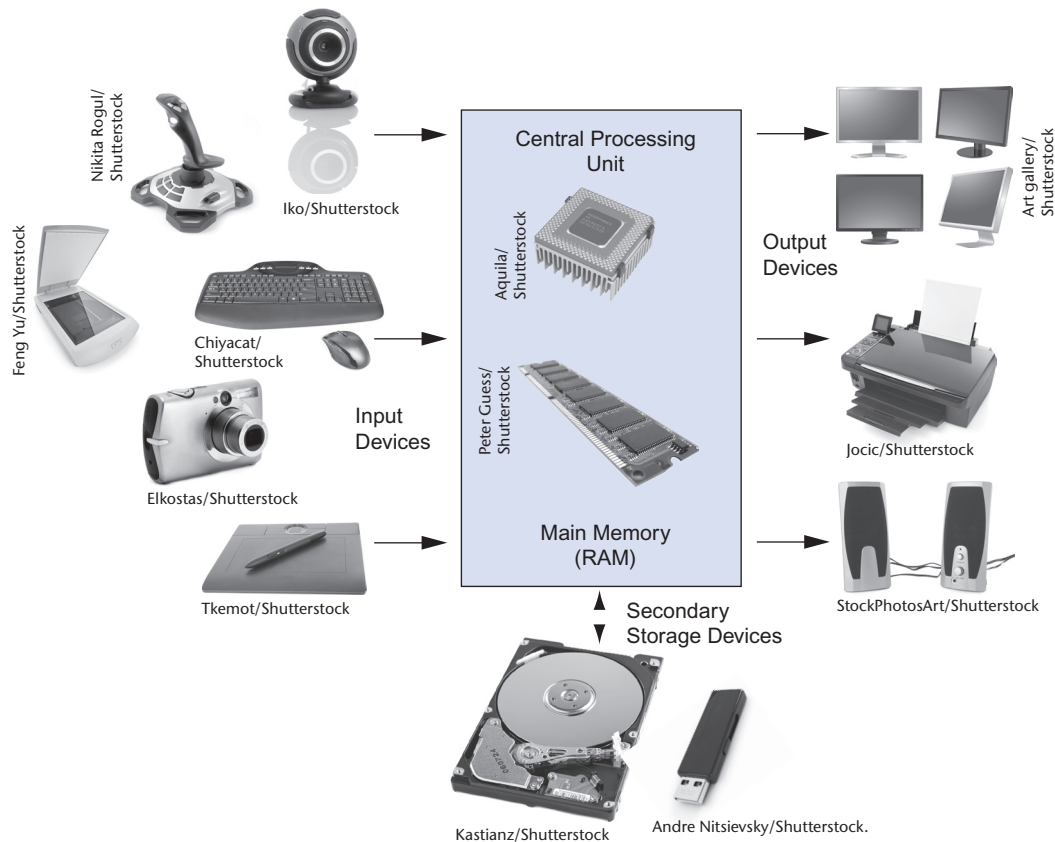 Nikita Rogul/
Shutterstock
Iko/Shutterstock
Feng Yu/Shutterstock
Chiyacat/
Shutterstock
Input
Devices
Elkostas/Shutterstock
Tkemot/Shutterstock
Central Processing
Unit
Aquila/
Shutterstock
Peter Guess/
Shutterstock
Main Memory
(RAM)
Output
Devices
Art gallery/
Shutterstock
Jocic/Shutterstock
StockPhotosArt/Shutterstock
Secondary
Storage Devices
080724
Kastianz/Shutterstock
Andre Nitsievsky/Shutterstock.